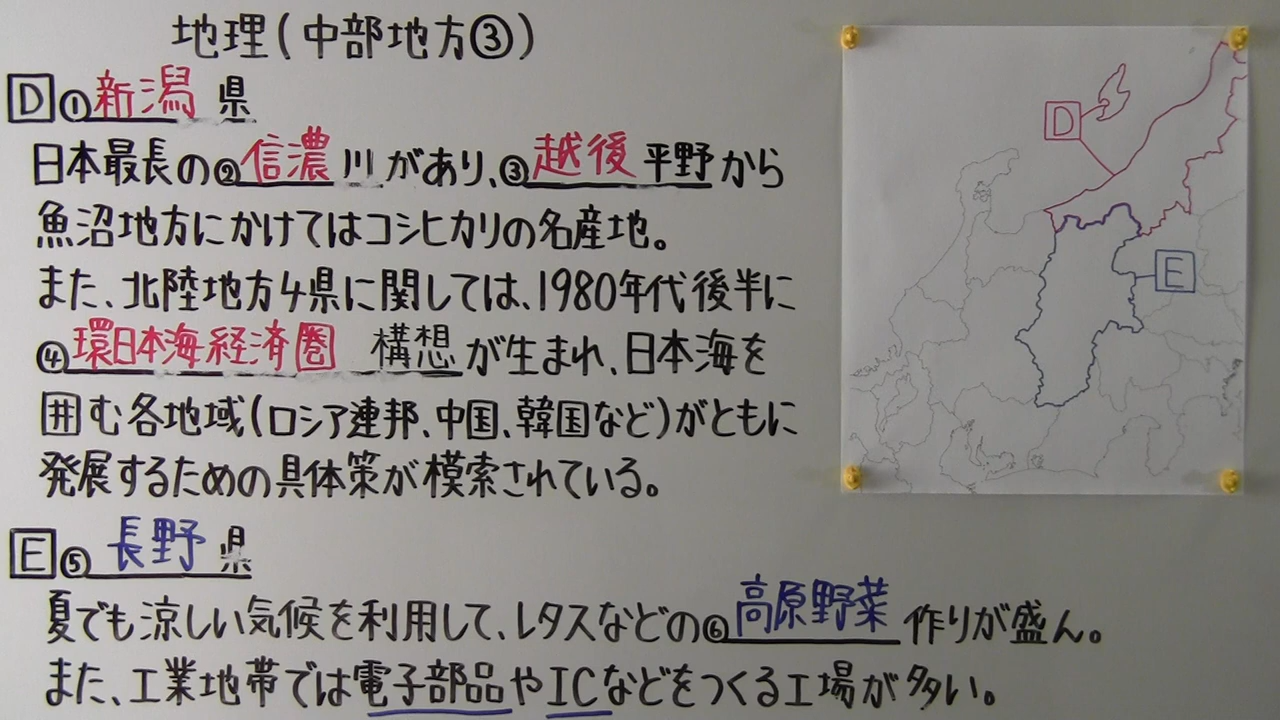 地理(中部地方③)
D ①新潟県
日本最長の②信濃川があり、③越後平野から
魚沼地方にかけてはコシヒカリの名産地。
また、北陸地方4県に関しては、1980年代後半に
④環日本海経済圏 構想が生まれ、日本海を
囲む各地域(ロシア連邦、中国、韓国など)がともに
発展するための具体策が模索されている。
E ⑤長野県
夏でも涼しい気候を利用して、レタスなどの⑥高原野菜作りが盛ん。
また、工業地帯では電子部品やICなどをつくる工場が多い。
D
E